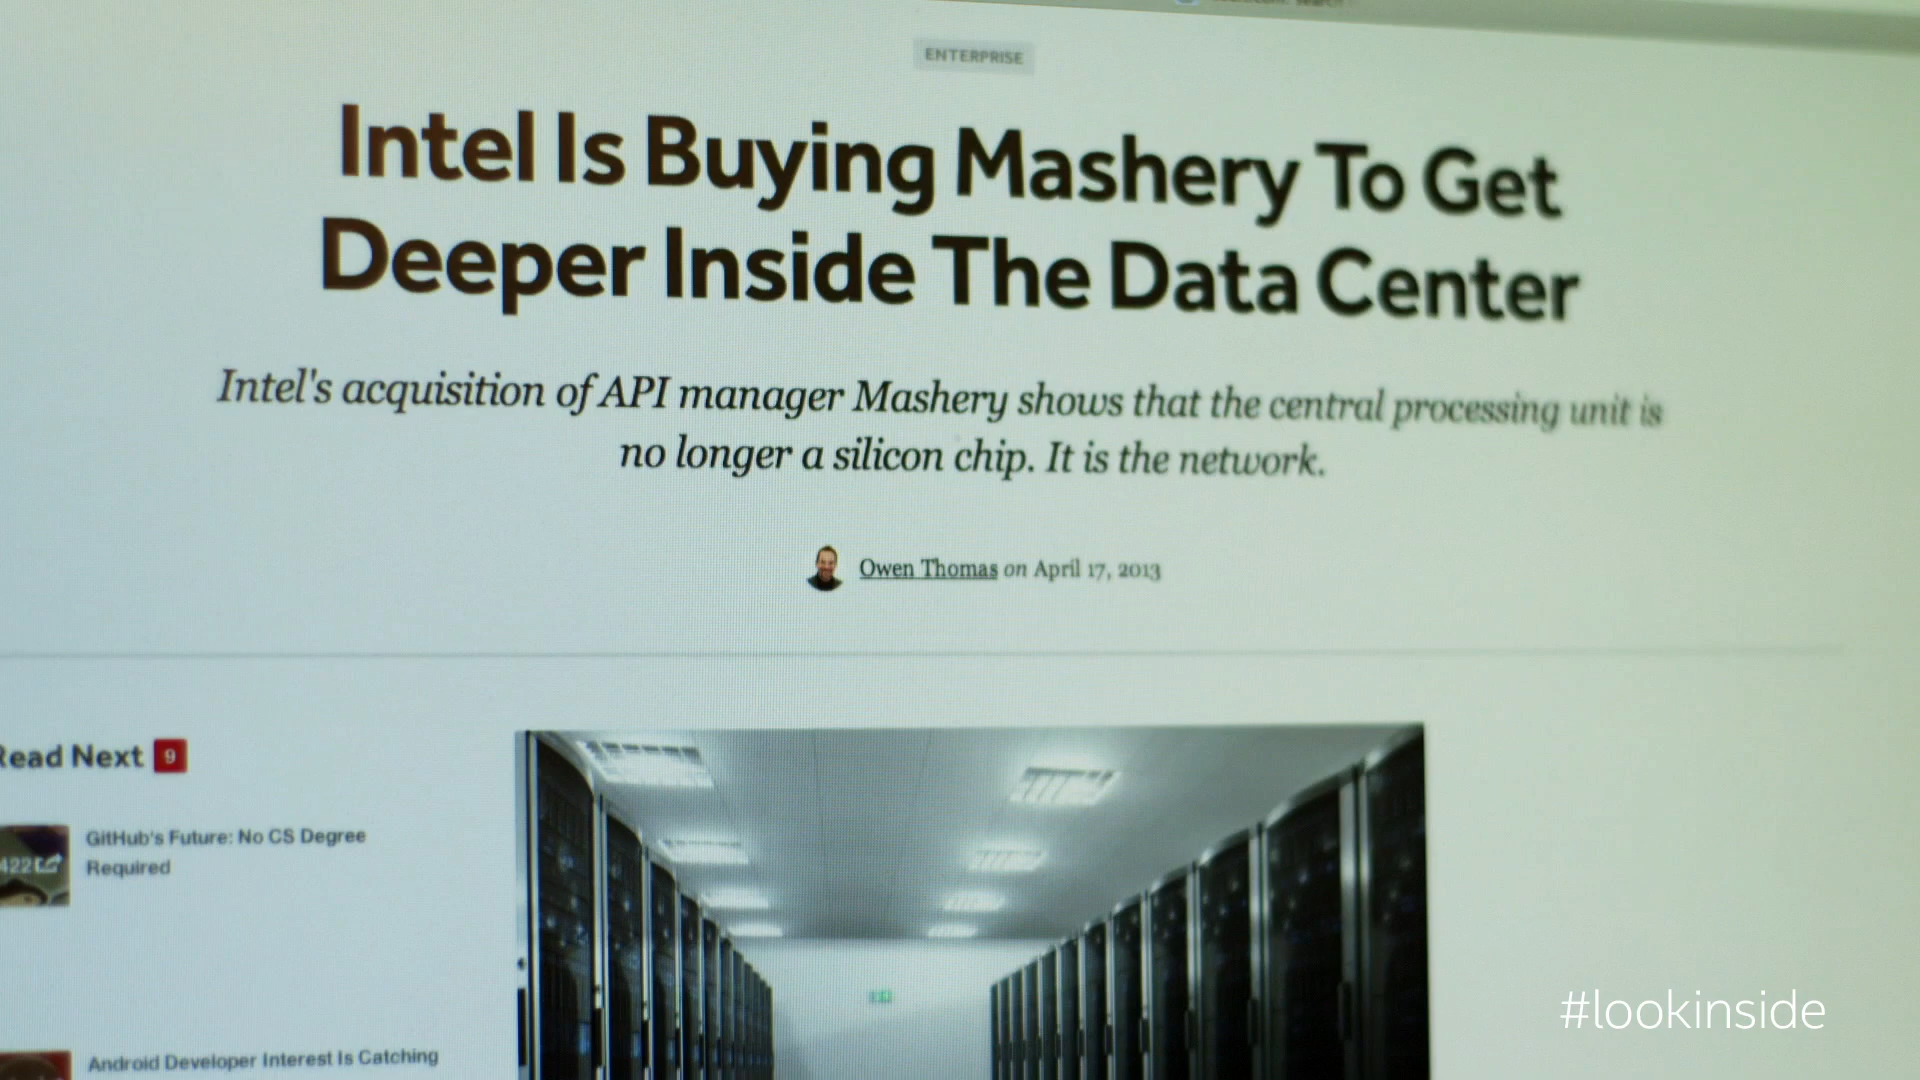 ENTERPRISE
Intel Is Buying Mashery To Get
Deeper Inside The Data Center
Intel's acquisition of API manager Mashery shows that the central processing unit is
no longer a silicon chip. It is the network.
Owen Thomas on April 17, 2013
Read Next 9
422
GitHub's Future: No CS Degree
Required
Android Developer Interest Is Catching
#lookinside